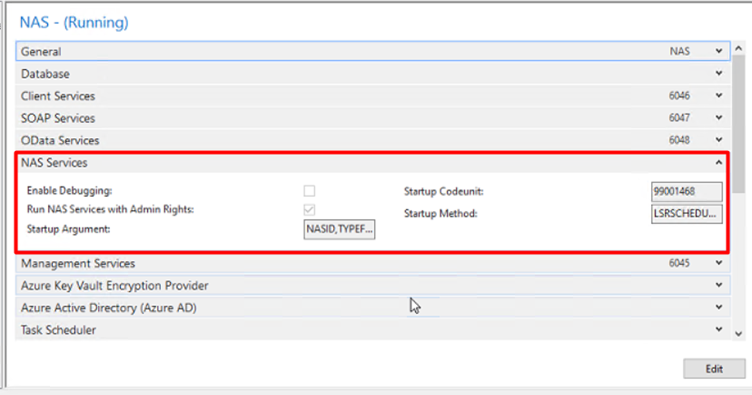 NAS - (Running)
General NAS
Database
Client Services 6046
SOAP Services 6047
OData Services 6048
NAS Services
Enable Debugging: Startup Codeunit: 99001468
Run NAS Services with Admin Rights: Startup Method: LSRSCHEDU...
Startup Argument: NASID,TYPEF...
Management Services 6045
Azure Key Vault Encryption Provider
Azure Active Directory (Azure AD)
Task Scheduler
Edit